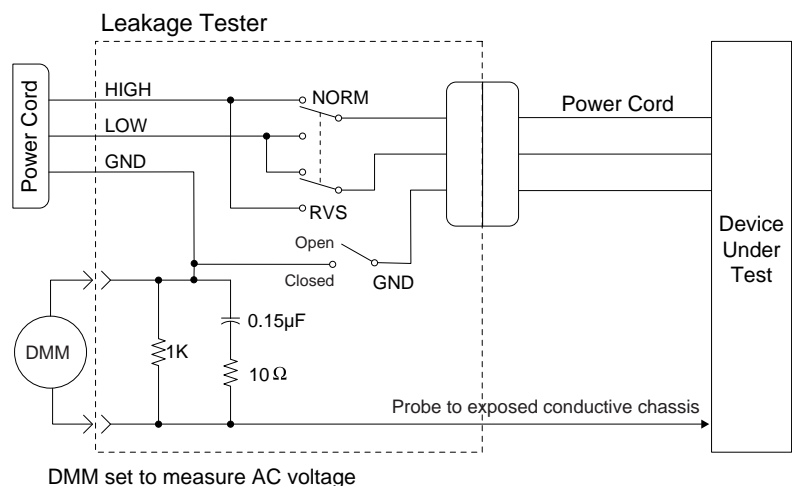 Leakage Tester
Power Cord
HIGH
LOW
GND
NORM
RVS
Open
Closed
GND
Power Cord
Device
Under
Test
DMM
1K
0.15µF
10 Ω
Probe to exposed conductive chassis
DMM set to measure AC voltage